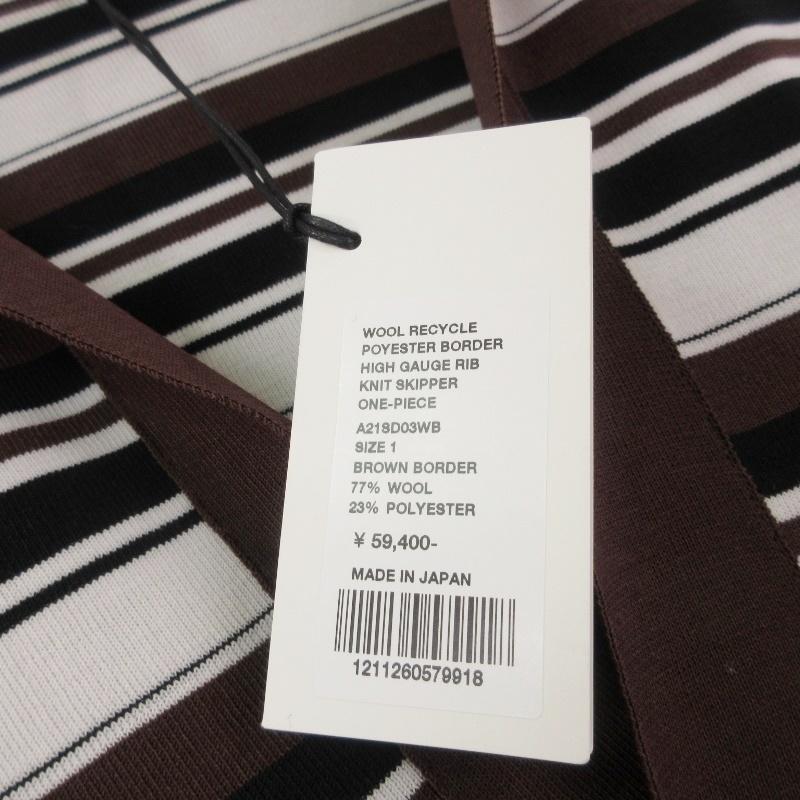 WOOL RECYCLE
POYESTER BORDER
HIGH GAUGE RIB
KNIT SKIPPER
ONE-PIECE
A21SD03WB
SIZE 1
BROWN BORDER
77% WOOL
23% POLYESTER
¥ 59,400-
MADE IN JAPAN
1211260579918